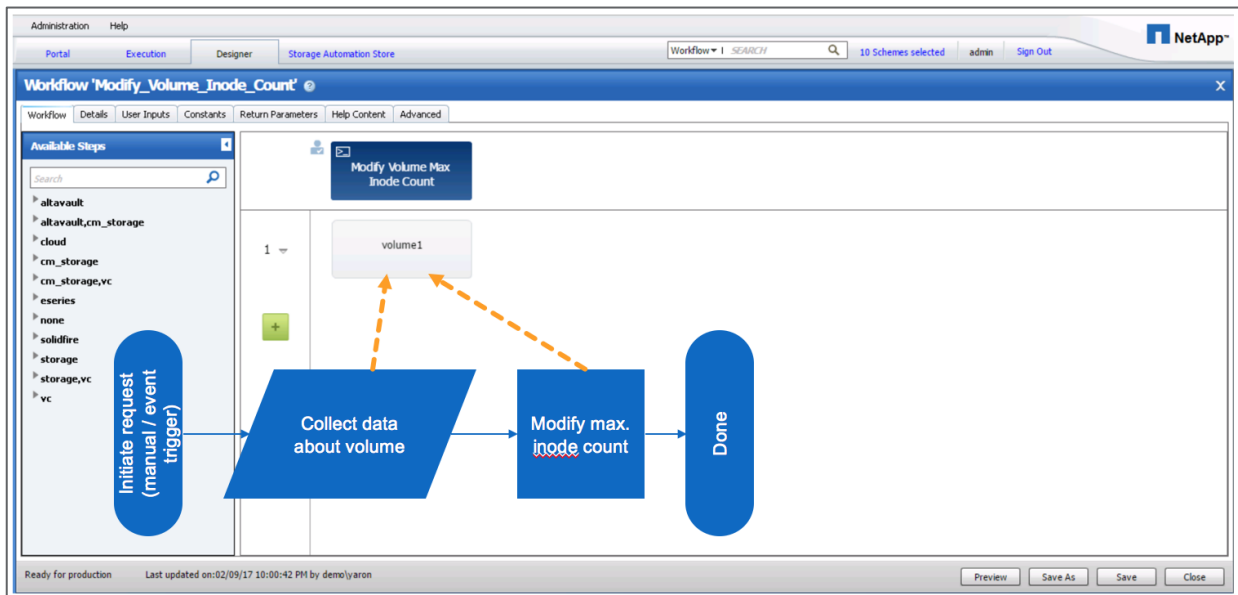 Administration Help
NetApp™
Portal Execution Designer Storage Automation Store Workflow | SEARCH 10 Schemes selected admin Sign Out
Workflow 'Modify_Volume_Inode_Count' ? X
Workflow Details User Inputs Constants Return Parameters Help Content Advanced
Available Steps
Search
altavault
altavault,cm_storage
cloud
cm_storage
cm_storage,vc
eseries
none
solidfire
storage
storage,vc
vc
Modify Volume Max
Inode Count
1
volume1
+
Initiate request
(manual / event
trigger)
Collect data
about volume
Modify max.
inode count
Done
Ready for production Last updated on:02/09/17 10:00:42 PM by demo\yaron Preview Save As Save Close